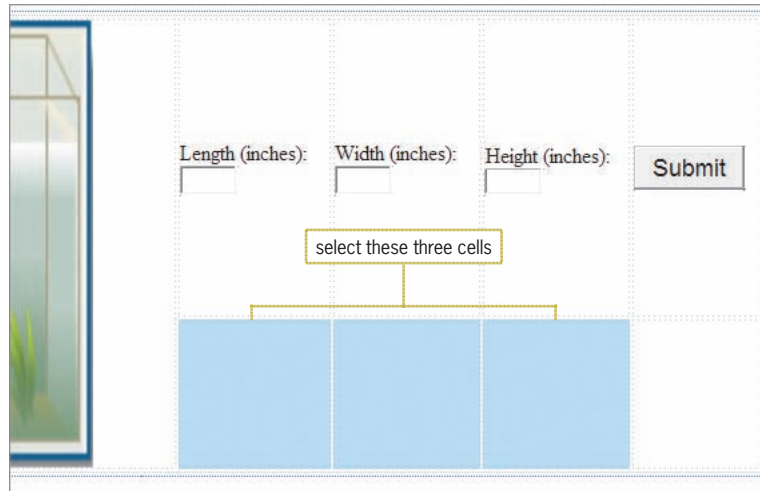 Length (inches):
Width (inches):
Height (inches):
Submit
select these three cells